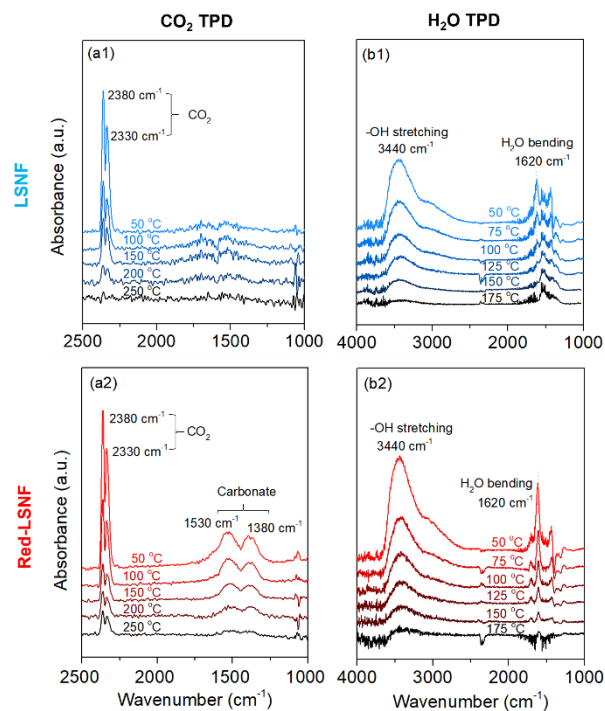 CO₂ TPD
H₂O TPD
LSNF
Absorbance (a.u.)
(a1)
2380 cm⁻¹
CO₂
2330 cm⁻¹
50 °C
100 °C
150 °C
200 °C
250 °C
2500 2000 1500 1000
(b1)
-OH stretching
3440 cm⁻¹
H₂O bending
1620 cm⁻¹
50 °C
75 °C
100 °C
125 °C
150 °C
175 °C
4000 3000 2000 1000
Red-LSNF
Absorbance (a.u.)
(a2)
2380 cm⁻¹
CO₂
2330 cm⁻¹
Carbonate
1530 cm⁻¹ 1380 cm⁻¹
50 °C
100 °C
150 °C
200 °C
250 °C
2500 2000 1500 1000
Wavenumber (cm⁻¹)
(b2)
-OH stretching
3440 cm⁻¹
H₂O bending
1620 cm⁻¹
50 °C
75 °C
100 °C
125 °C
150 °C
175 °C
4000 3000 2000 1000
Wavenumber (cm⁻¹)